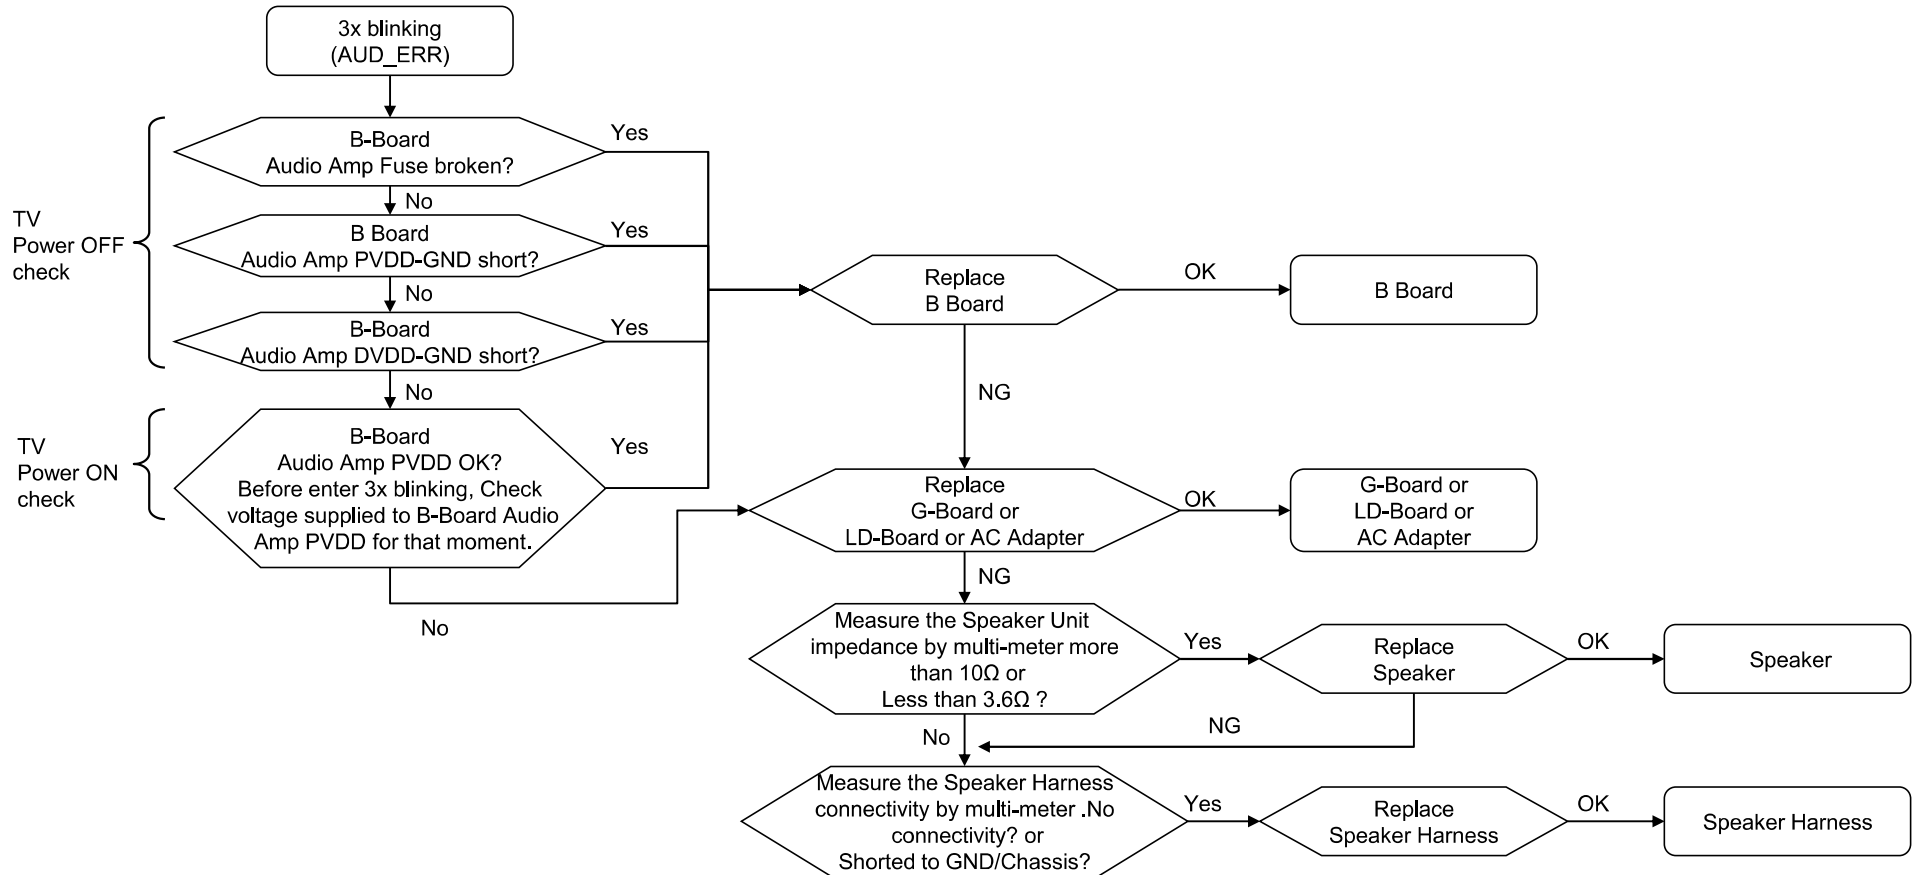 3x blinking
(AUD_ERR)
TV
Power OFF
check
B-Board
Audio Amp Fuse broken?
Yes
No
B Board
Audio Amp PVDD-GND short?
Yes
No
B-Board
Audio Amp DVDD-GND short?
Yes
No
TV
Power ON
check
B-Board
Audio Amp PVDD OK?
Before enter 3x blinking, Check
voltage supplied to B-Board Audio
Amp PVDD for that moment.
Yes
No
Replace
B Board
OK
B Board
NG
Replace
G-Board or
LD-Board or AC Adapter
OK
G-Board or
LD-Board or
AC Adapter
NG
Measure the Speaker Unit
impedance by multi-meter more
than 10Ω or
Less than 3.6Ω ?
Yes
Replace
Speaker
OK
Speaker
NG
No
Measure the Speaker Harness
connectivity by multi-meter .No
connectivity? or
Shorted to GND/Chassis?
Yes
Replace
Speaker Harness
OK
Speaker Harness